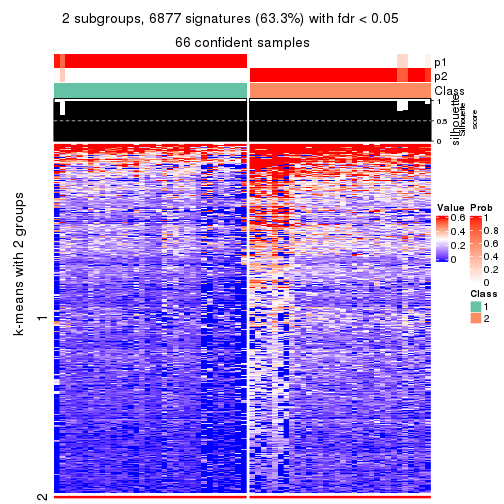 2 subgroups, 6877 signatures (63.3%) with fdr < 0.05
66 confident samples
p1
p2
Class
1
0.5
0
silhouette
Silhouette
score
k-means with 2 groups
1
2
Value
0.6
0.4
0.2
0
Prob
1
0.8
0.6
0.4
0.2
0
Class
1
2